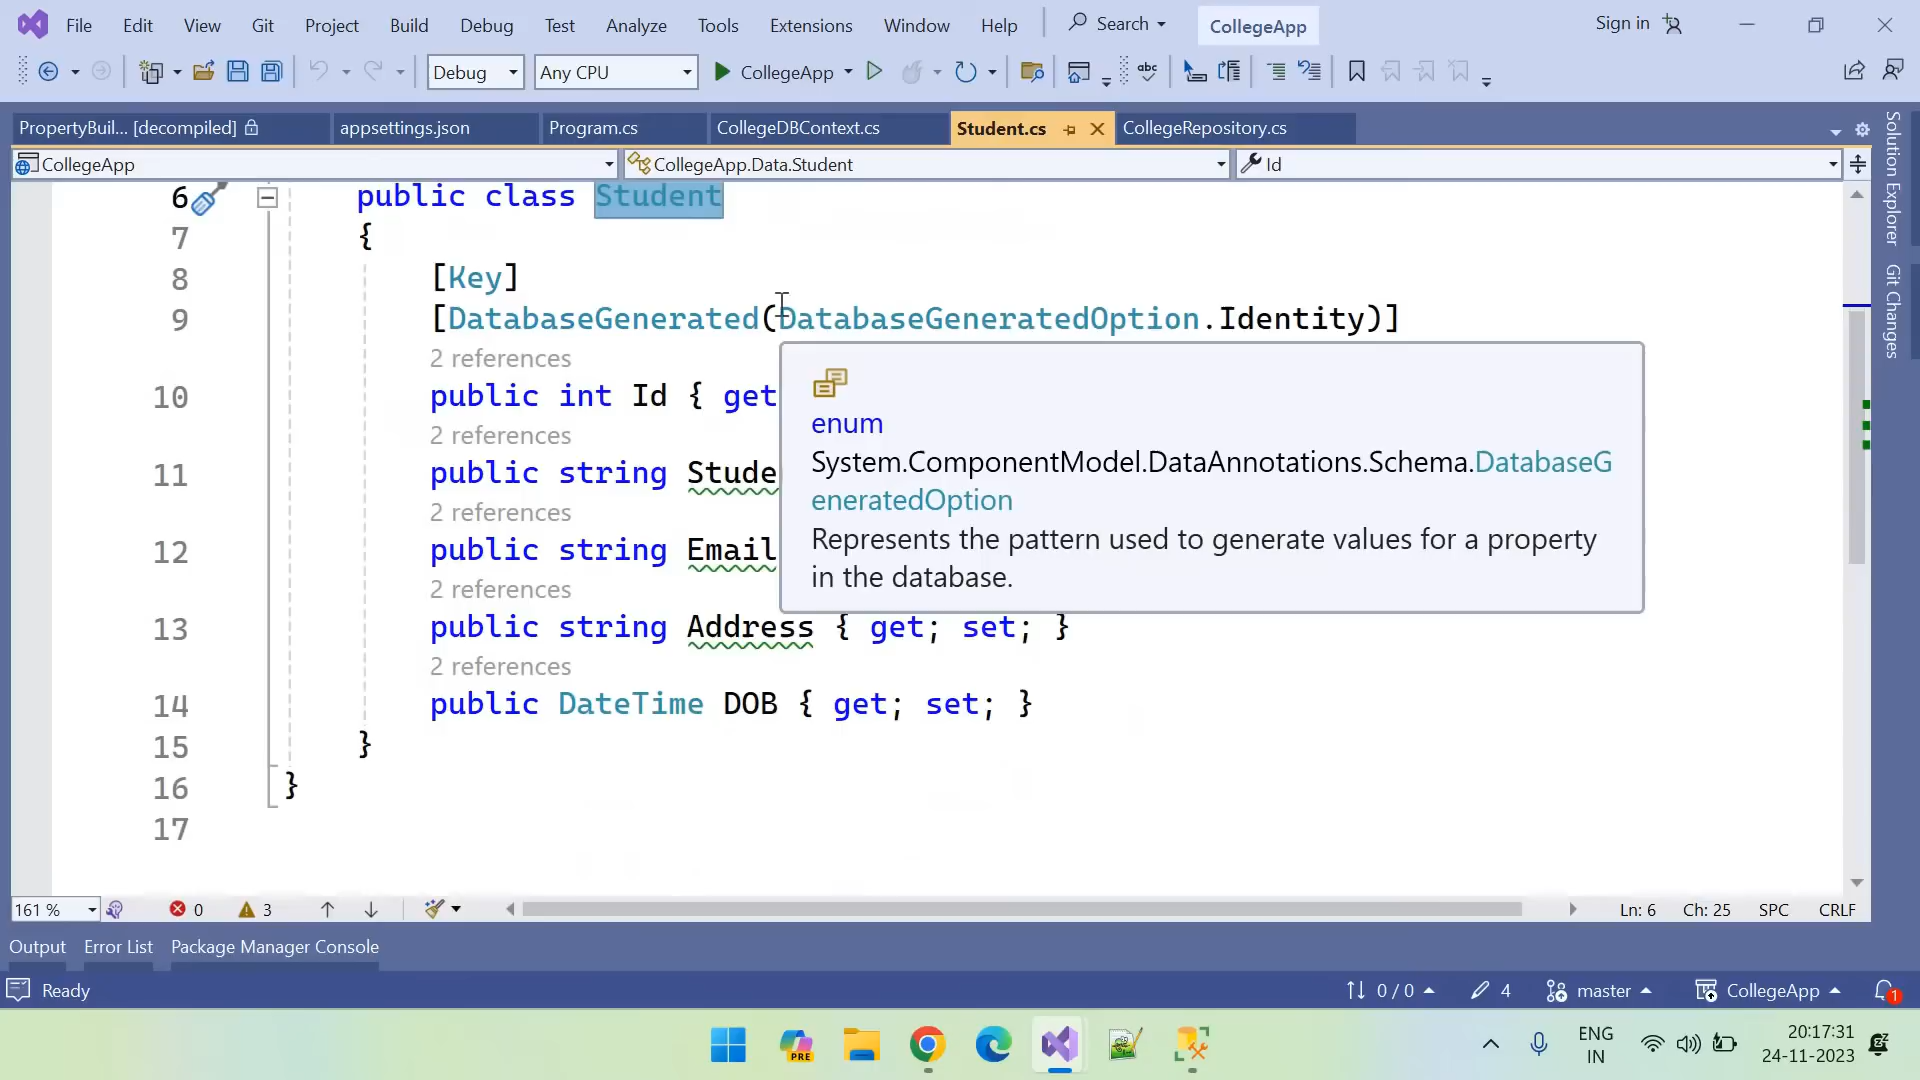 File Edit View Git Project Build Debug Test Analyze Tools Extensions Window Help Search CollegeApp Sign in
Debug Any CPU CollegeApp
PropertyBuil... [decompiled] appsettings.json Program.cs CollegeDBContext.cs Student.cs CollegeRepository.cs
CollegeApp CollegeApp.Data.Student Id
Solution Explorer
Git Changes
6 public class Student
7 {
8 [Key]
9 [DatabaseGenerated(DatabaseGeneratedOption.Identity)]
2 references
10 public int Id { get
2 references
11 public string Stude
2 references
12 public string Email
2 references
13 public string Address { get; set; }
2 references
14 public DateTime DOB { get; set; }
15 }
16 }
17
enum
System.ComponentModel.DataAnnotations.Schema.DatabaseG
eneratedOption
Represents the pattern used to generate values for a property
in the database.
161 % 0 3 Ln: 6 Ch: 25 SPC CRLF
Output Error List Package Manager Console
Ready 0 / 0 4 master CollegeApp 1
PRE
ENG
IN
20:17:31
24-11-2023